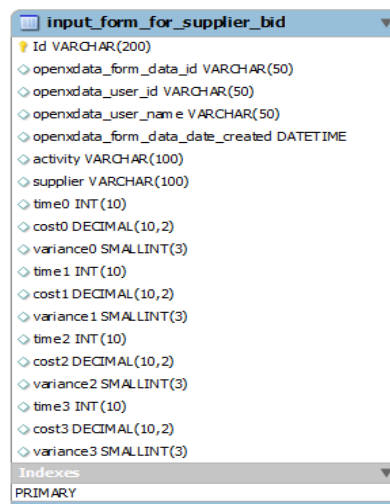 input_form_for_supplier_bid
Id VARCHAR(200)
openxdata_form_data_id VARCHAR(50)
openxdata_user_id VARCHAR(50)
openxdata_user_name VARCHAR(50)
openxdata_form_data_date_created DATETIME
activity VARCHAR(100)
supplier VARCHAR(100)
time0 INT(10)
cost0 DECIMAL(10,2)
variance0 SMALLINT(3)
time1 INT(10)
cost1 DECIMAL(10,2)
variance1 SMALLINT(3)
time2 INT(10)
cost2 DECIMAL(10,2)
variance2 SMALLINT(3)
time3 INT(10)
cost3 DECIMAL(10,2)
variance3 SMALLINT(3)
Indexes
PRIMARY